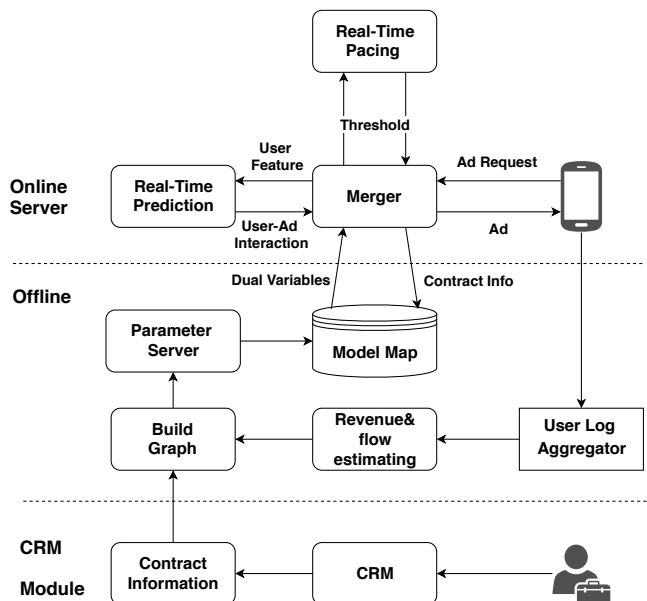 Real-Time
Pacing
Threshold
User
Feature
Ad Request
Online
Server
Real-Time
Prediction
Merger
User-Ad
Interaction
Ad
Dual Variables
Contract Info
Offline
Parameter
Server
Model Map
Build
Graph
Revenue&
flow
estimating
User Log
Aggregator
CRM
Module
Contract
Information
CRM